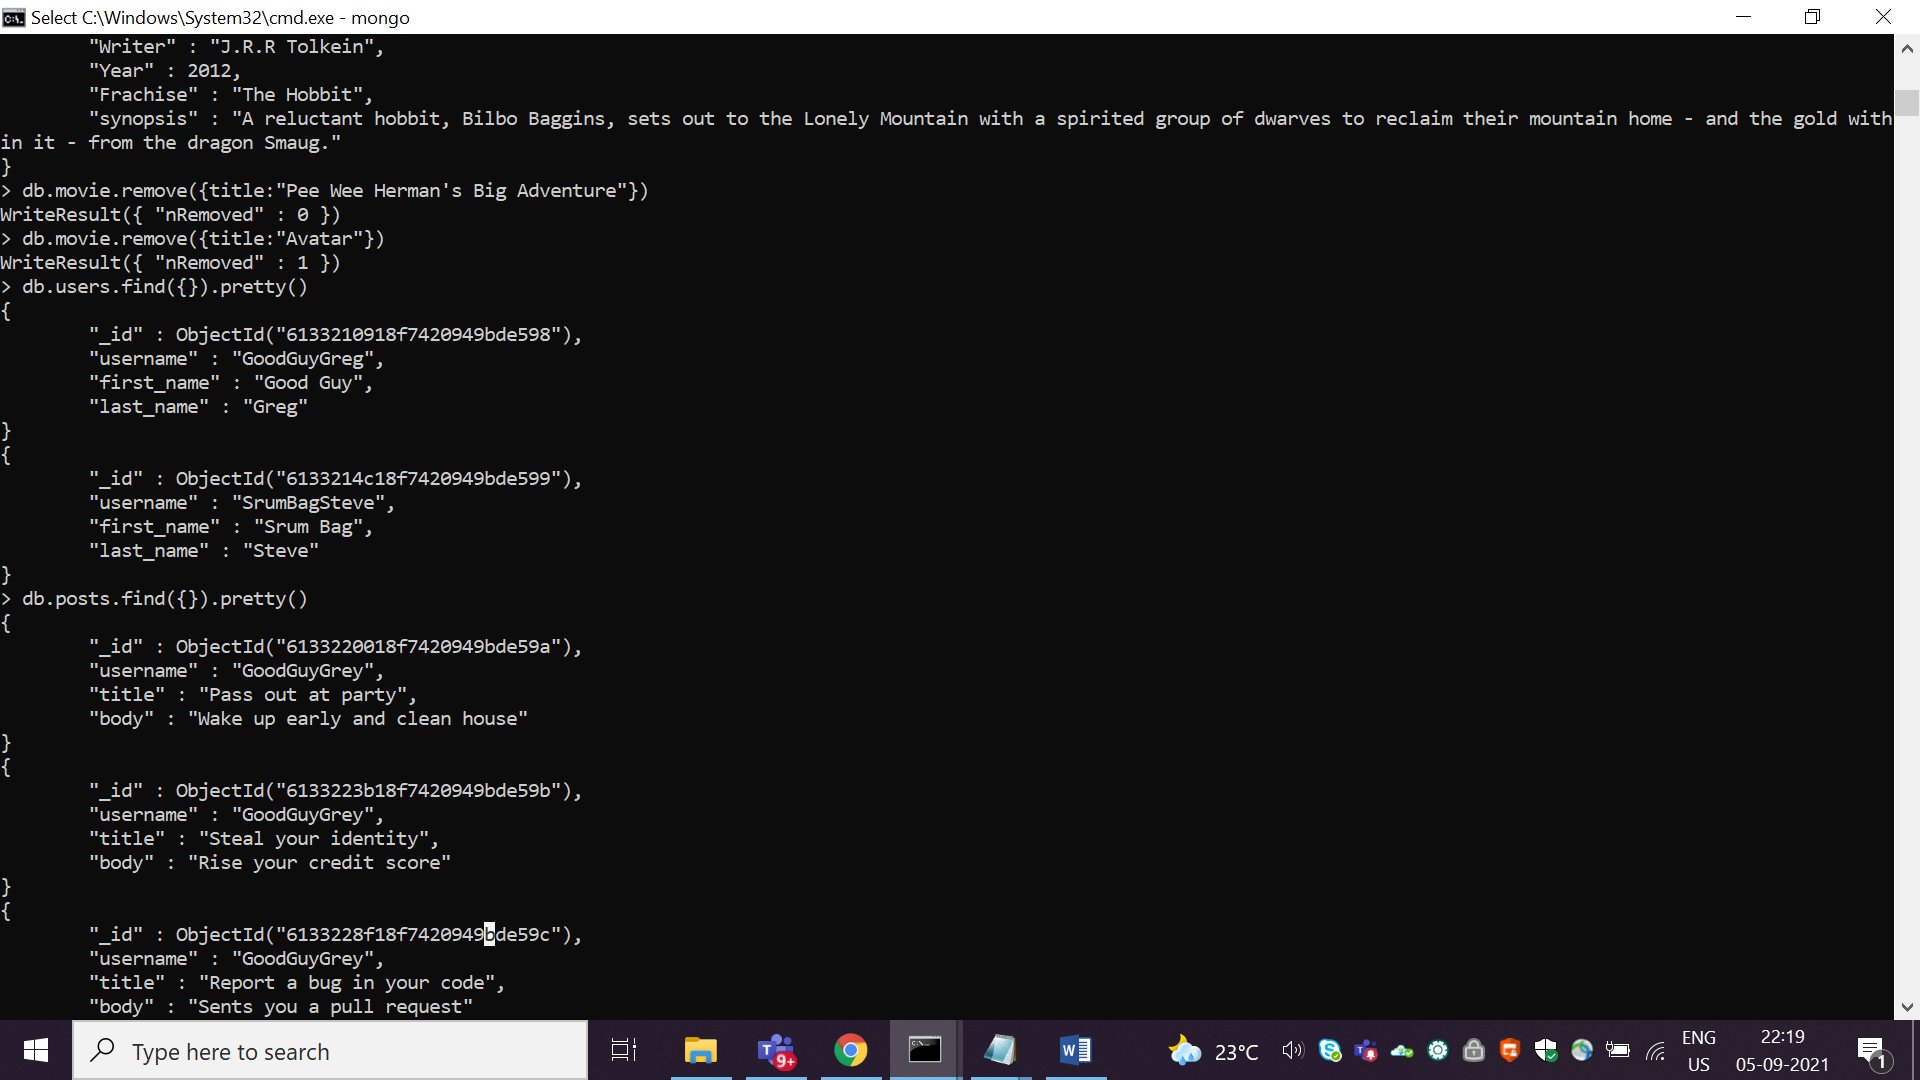 Select C:\Windows\System32\cmd.exe - mongo
"Writer" : "J.R.R Tolkein",
"Year" : 2012,
"Frachise" : "The Hobbit",
"synopsis" : "A reluctant hobbit, Bilbo Baggins, sets out to the Lonely Mountain with a spirited group of dwarves to reclaim their mountain home - and the gold with
in it - from the dragon Smaug."
}
> db.movie.remove({title:"Pee Wee Herman's Big Adventure"})
WriteResult({ "nRemoved" : 0 })
> db.movie.remove({title:"Avatar"})
WriteResult({ "nRemoved" : 1 })
> db.users.find({}).pretty()
{
"_id" : ObjectId("6133210918f7420949bde598"),
"username" : "GoodGuyGreg",
"first_name" : "Good Guy",
"last_name" : "Greg"
}
{
"_id" : ObjectId("6133214c18f7420949bde599"),
"username" : "SrumBagSteve",
"first_name" : "Srum Bag",
"last_name" : "Steve"
}
> db.posts.find({}).pretty()
{
"_id" : ObjectId("6133220018f7420949bde59a"),
"username" : "GoodGuyGrey",
"title" : "Pass out at party",
"body" : "Wake up early and clean house"
}
{
"_id" : ObjectId("6133223b18f7420949bde59b"),
"username" : "GoodGuyGrey",
"title" : "Steal your identity",
"body" : "Rise your credit score"
}
{
"_id" : ObjectId("6133228f18f7420949bde59c"),
"username" : "GoodGuyGrey",
"title" : "Report a bug in your code",
"body" : "Sents you a pull request"
Type here to search
9+
23°C
ENG
US
22:19
05-09-2021
1